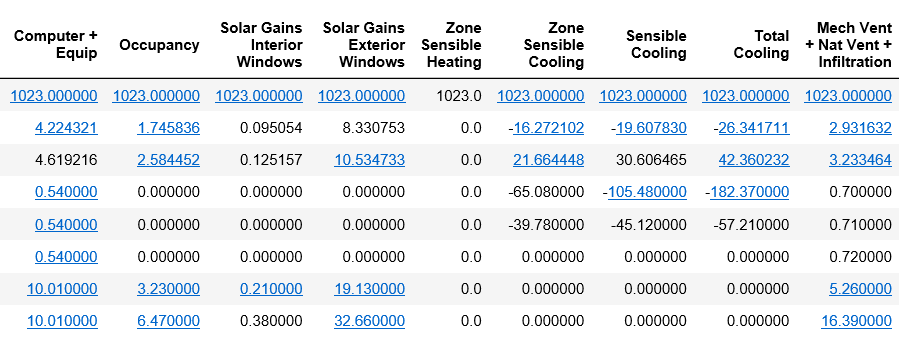 Computer + Equip Occupancy Solar Gains Interior Windows Solar Gains Exterior Windows Zone Sensible Heating Zone Sensible Cooling Sensible Cooling Total Cooling Mech Vent + Nat Vent + Infiltration
1023.000000 1023.000000 1023.000000 1023.000000 1023.0 1023.000000 1023.000000 1023.000000 1023.000000
4.224321 1.745836 0.095054 8.330753 0.0 -16.272102 -19.607830 -26.341711 2.931632
4.619216 2.584452 0.125157 10.534733 0.0 21.664448 30.606465 42.360232 3.233464
0.540000 0.000000 0.000000 0.000000 0.0 -65.080000 -105.480000 -182.370000 0.700000
0.540000 0.000000 0.000000 0.000000 0.0 -39.780000 -45.120000 -57.210000 0.710000
0.540000 0.000000 0.000000 0.000000 0.0 0.000000 0.000000 0.000000 0.720000
10.010000 3.230000 0.210000 19.130000 0.0 0.000000 0.000000 0.000000 5.260000
10.010000 6.470000 0.380000 32.660000 0.0 0.000000 0.000000 0.000000 16.390000